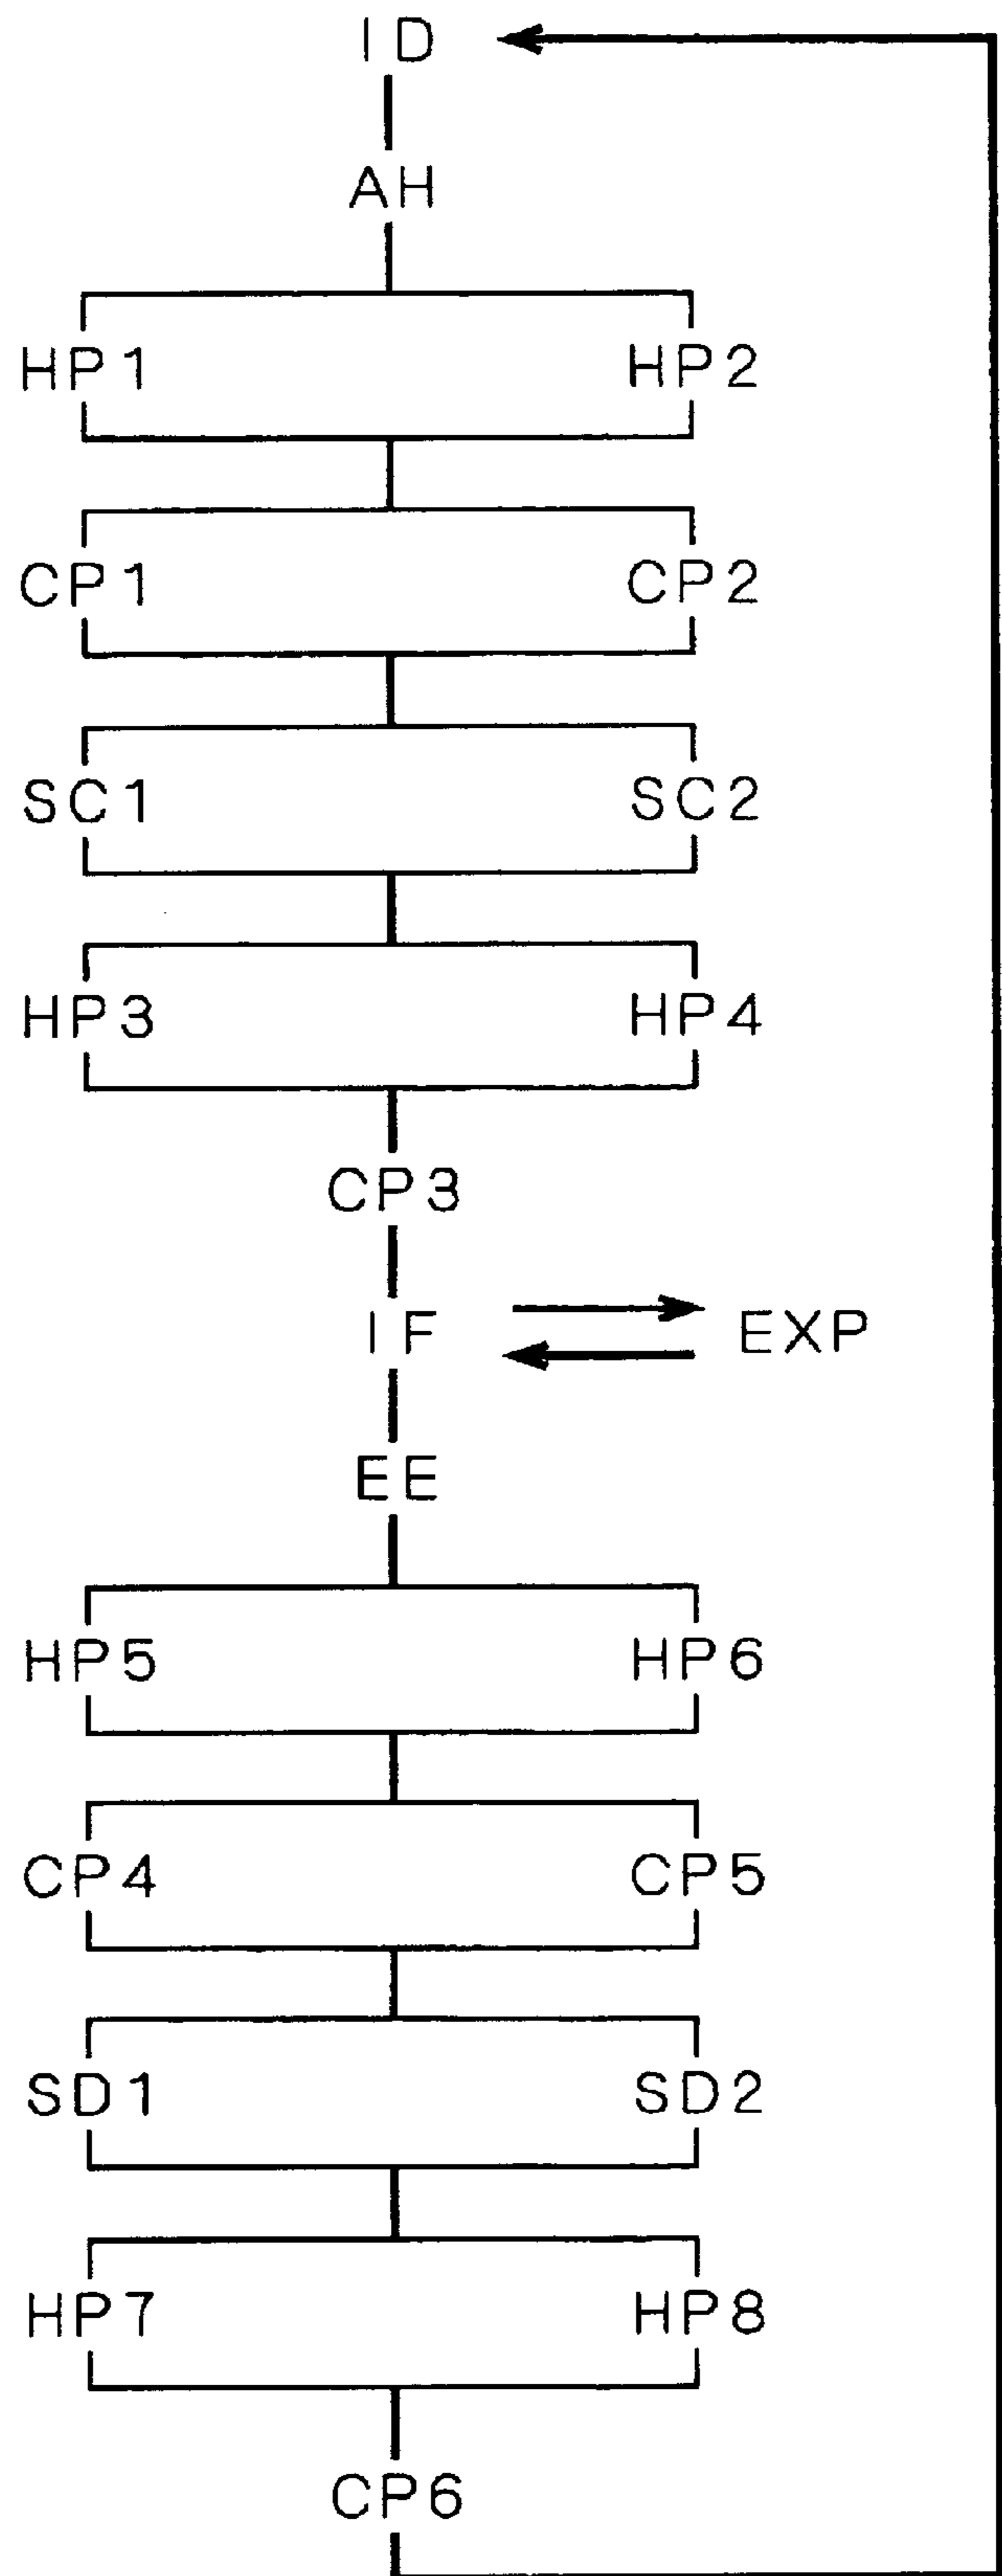 ID
AH
HP1 HP2
CP1 CP2
SC1 SC2
HP3 HP4
CP3
IF EXP
EE
HP5 HP6
CP4 CP5
SD1 SD2
HP7 HP8
CP6